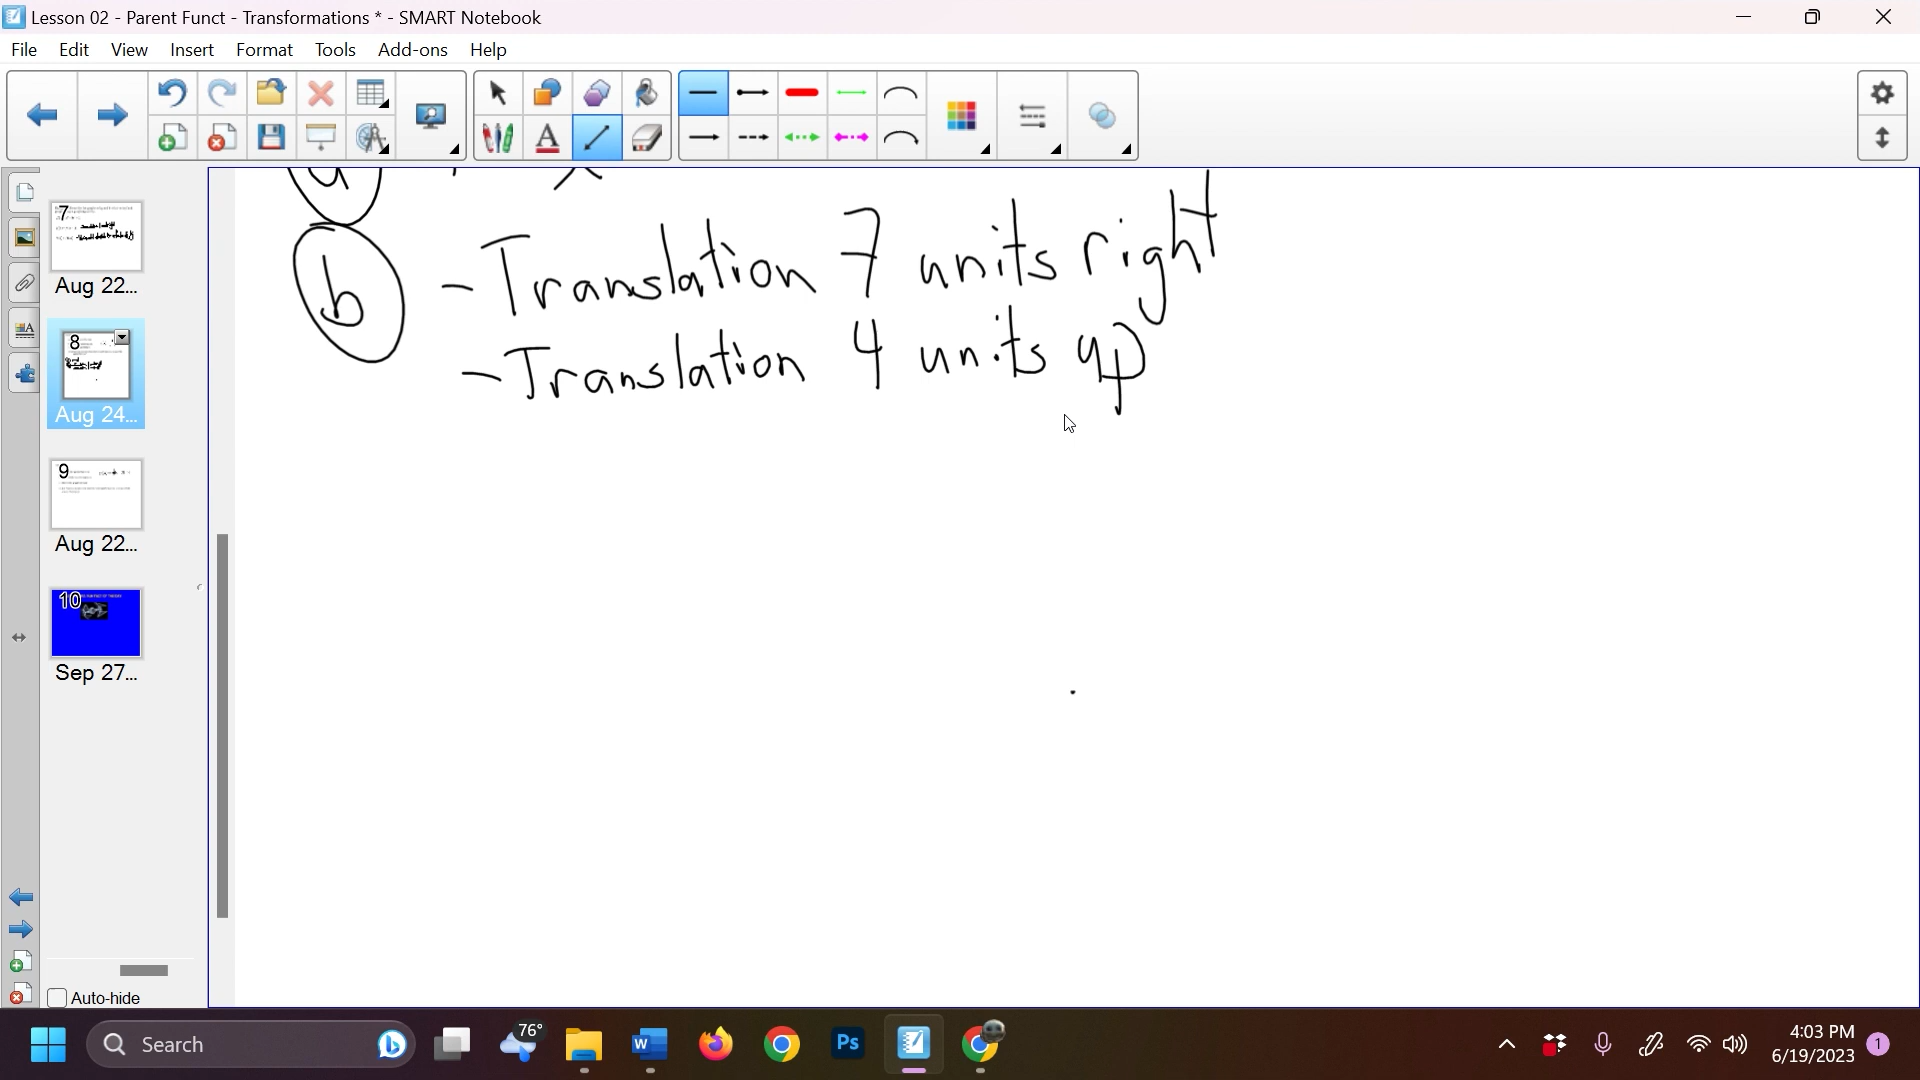 Lesson 02 - Parent Funct - Transformations * - SMART Notebook
File Edit View Insert Format Tools Add-ons Help
a
b - Translation 7 units right
- Translation 4 units up
7
Aug 22...
8
Aug 24...
9
Aug 22...
10
Sep 27...
Auto-hide
Search
76°
Ps
4:03 PM
6/19/2023
1